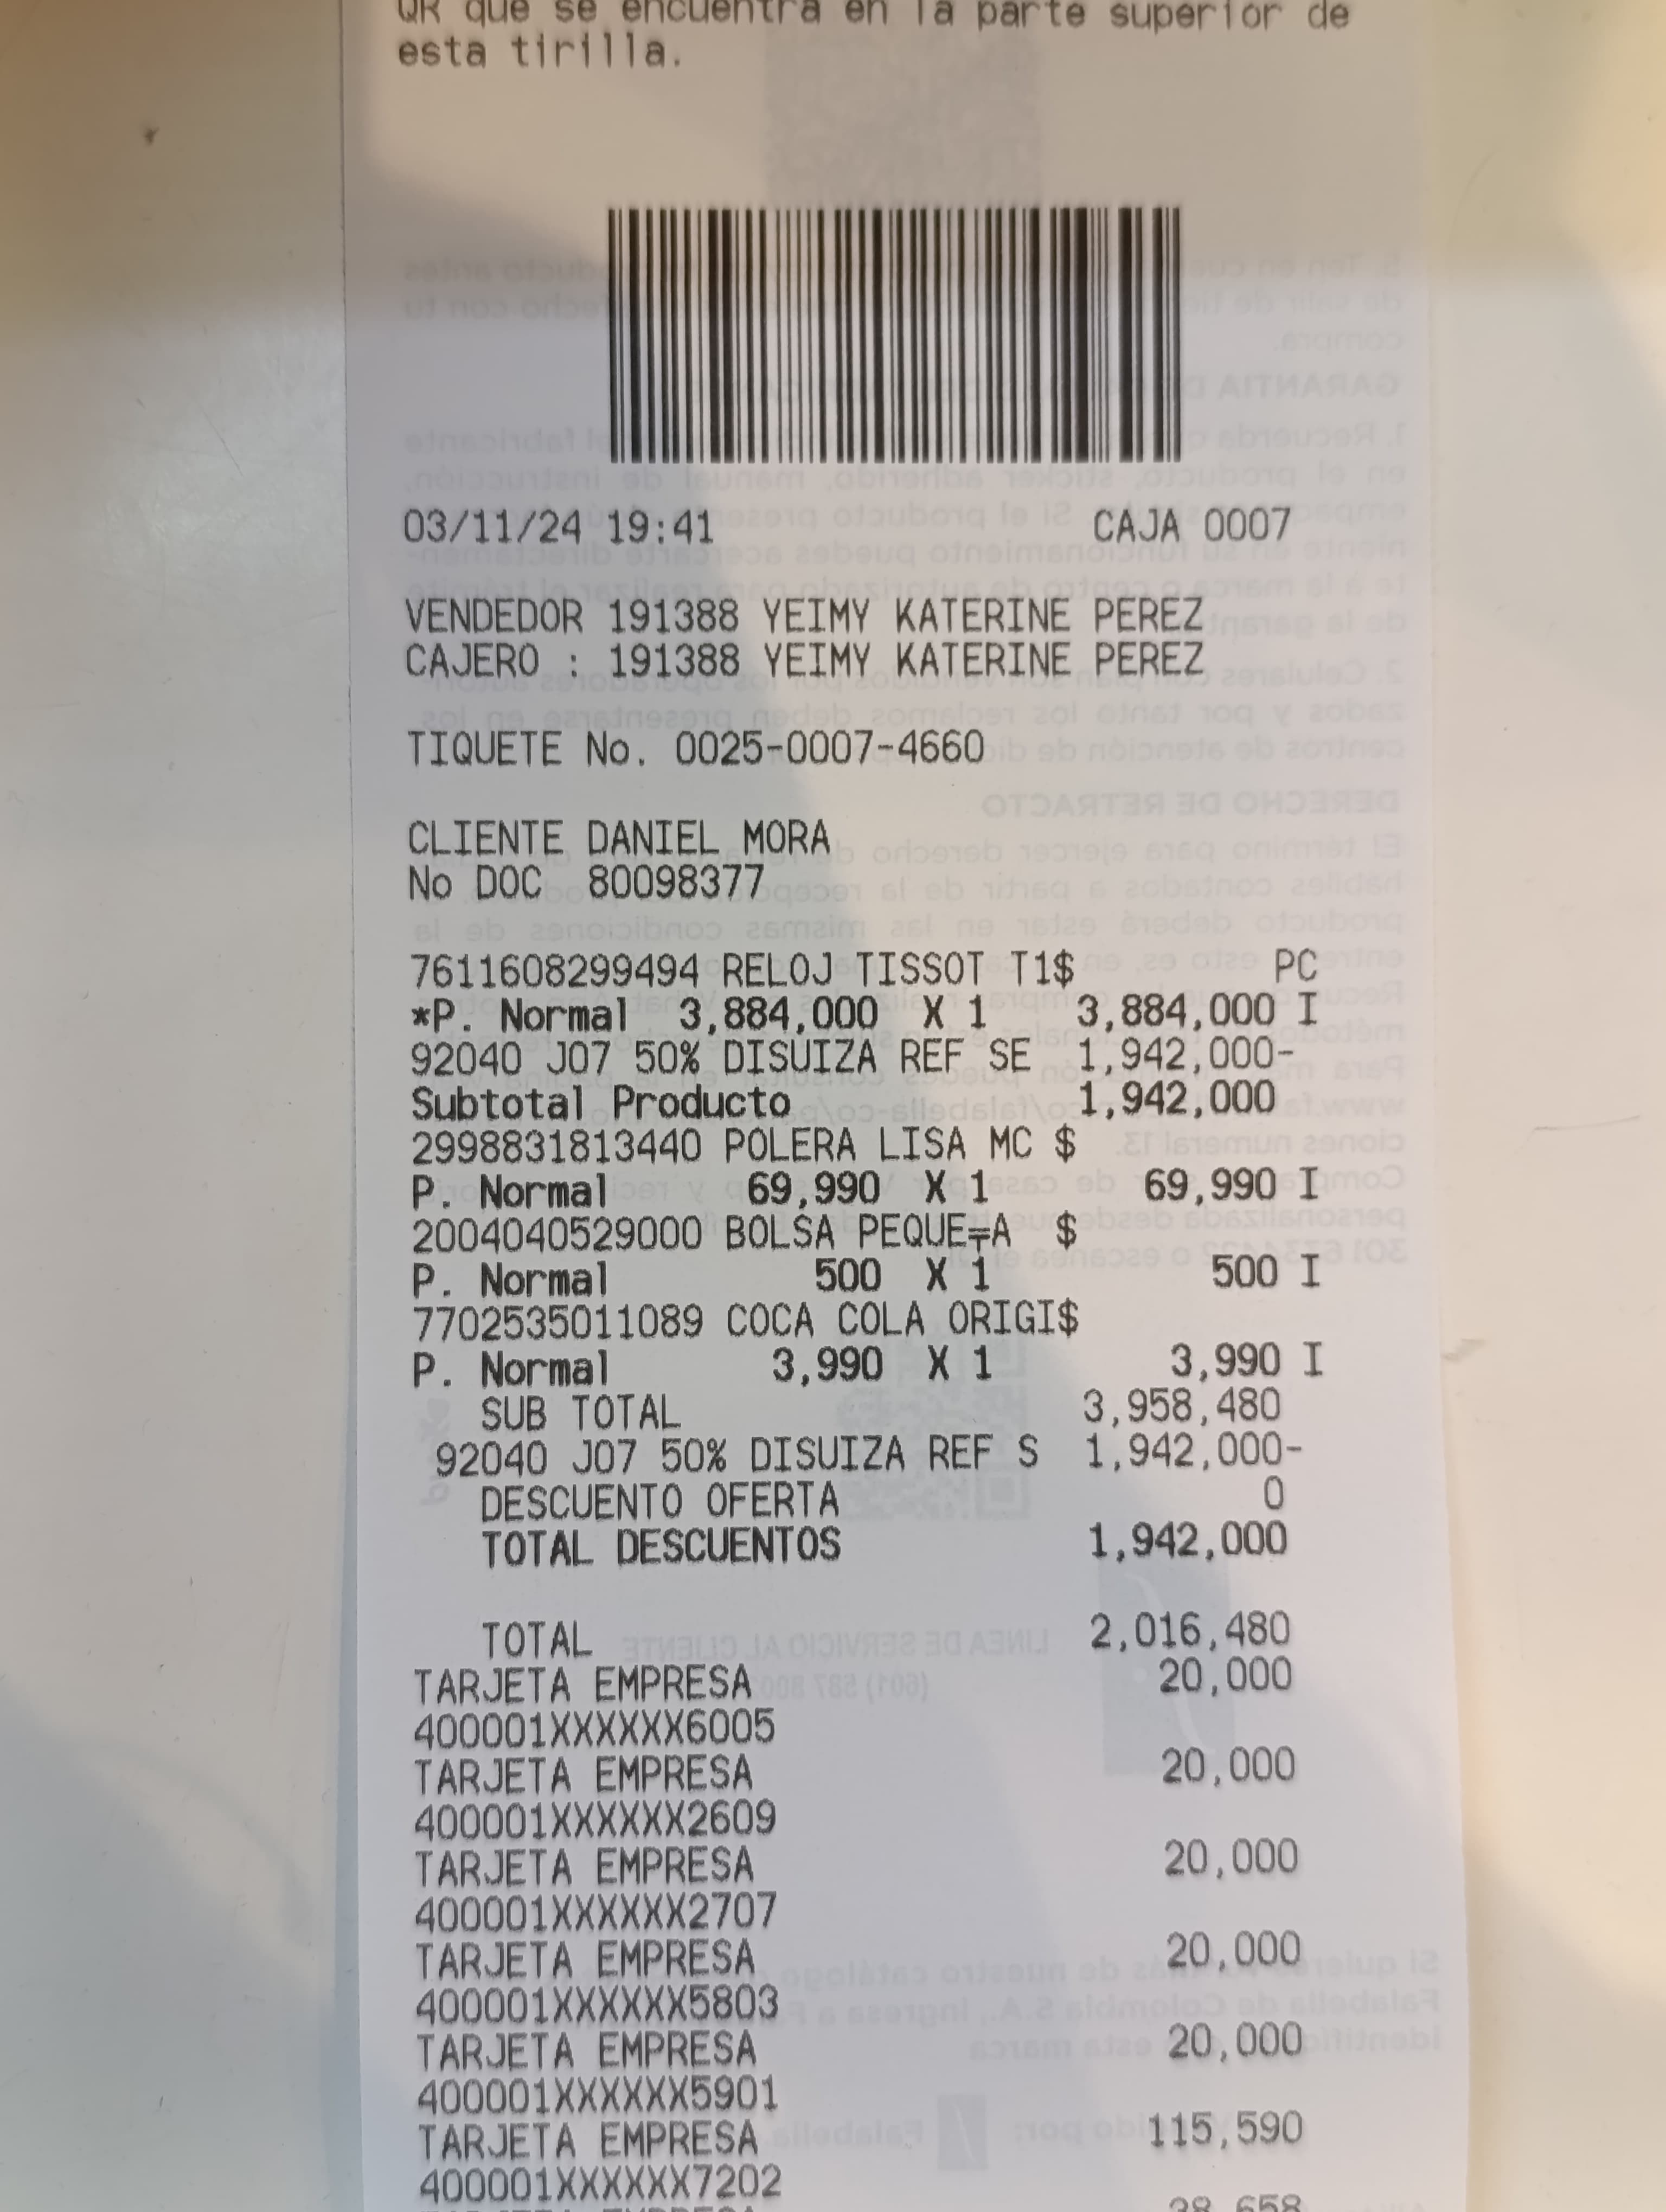 QR que se encuentra en la parte superior de
esta tirilla.
03/11/24 19:41 CAJA 0007
VENDEDOR 191388 YEIMY KATERINE PEREZ
CAJERO : 191388 YEIMY KATERINE PEREZ
TIQUETE No. 0025-0007-4660
CLIENTE DANIEL MORA
No DOC 80098377
7611608299494 RELOJ TISSOT T1$ PC
*P. Normal 3,884,000 X 1 3,884,000 I
92040 J07 50% DISUIZA REF SE 1,942,000-
Subtotal Producto 1,942,000
2998831813440 POLERA LISA MC $
P. Normal 69,990 X 1 69,990 I
2004040529000 BOLSA PEQUE╤A $
P. Normal 500 X 1 500 I
7702535011089 COCA COLA ORIGI$
P. Normal 3,990 X 1 3,990 I
SUB TOTAL 3,958,480
92040 J07 50% DISUIZA REF S 1,942,000-
DESCUENTO OFERTA 0
TOTAL DESCUENTOS 1,942,000
TOTAL 2,016,480
TARJETA EMPRESA 20,000
400001XXXXXX6005
TARJETA EMPRESA 20,000
400001XXXXXX2609
TARJETA EMPRESA 20,000
400001XXXXXX2707
TARJETA EMPRESA 20,000
400001XXXXXX5803
TARJETA EMPRESA 20,000
400001XXXXXX5901
TARJETA EMPRESA 115,590
400001XXXXXX7202